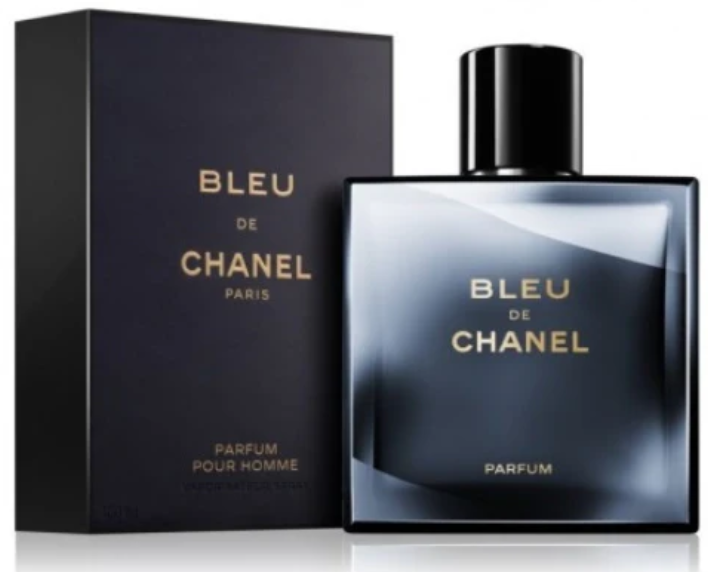 BLEU
DE
CHANEL
PARIS
PARFUM
POUR HOMME
BLEU
DE
CHANEL
PARFUM